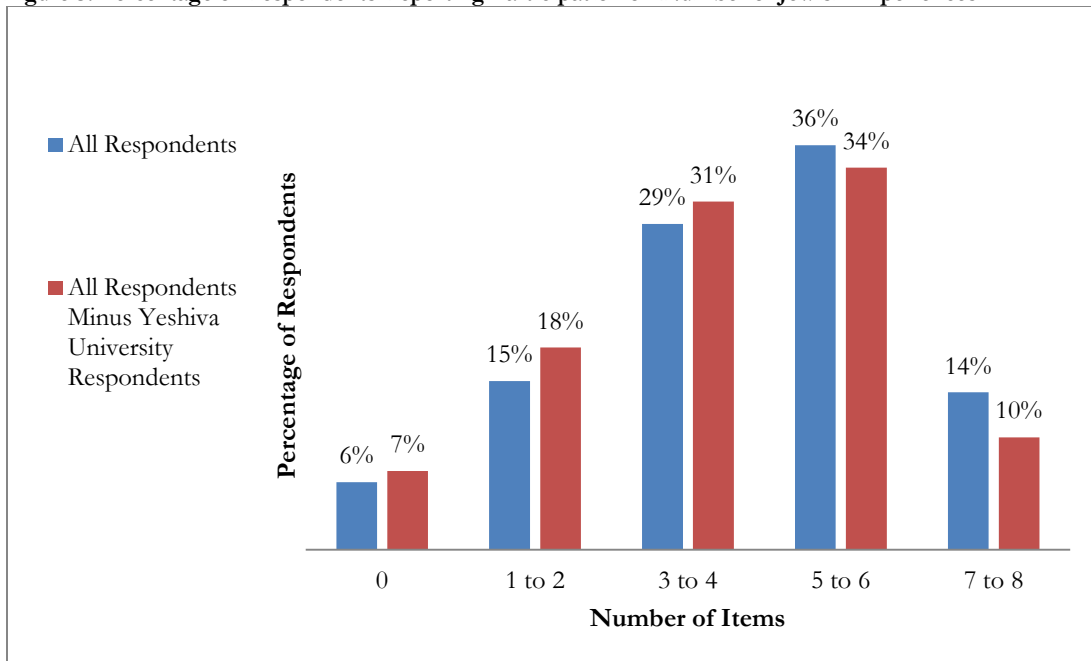 All Respondents
All Respondents
Minus Yeshiva
University
Respondents
Percentage of Respondents
6%
7%
15%
18%
29%
31%
36%
34%
14%
10%
0
1 to 2
3 to 4
5 to 6
7 to 8
Number of Items